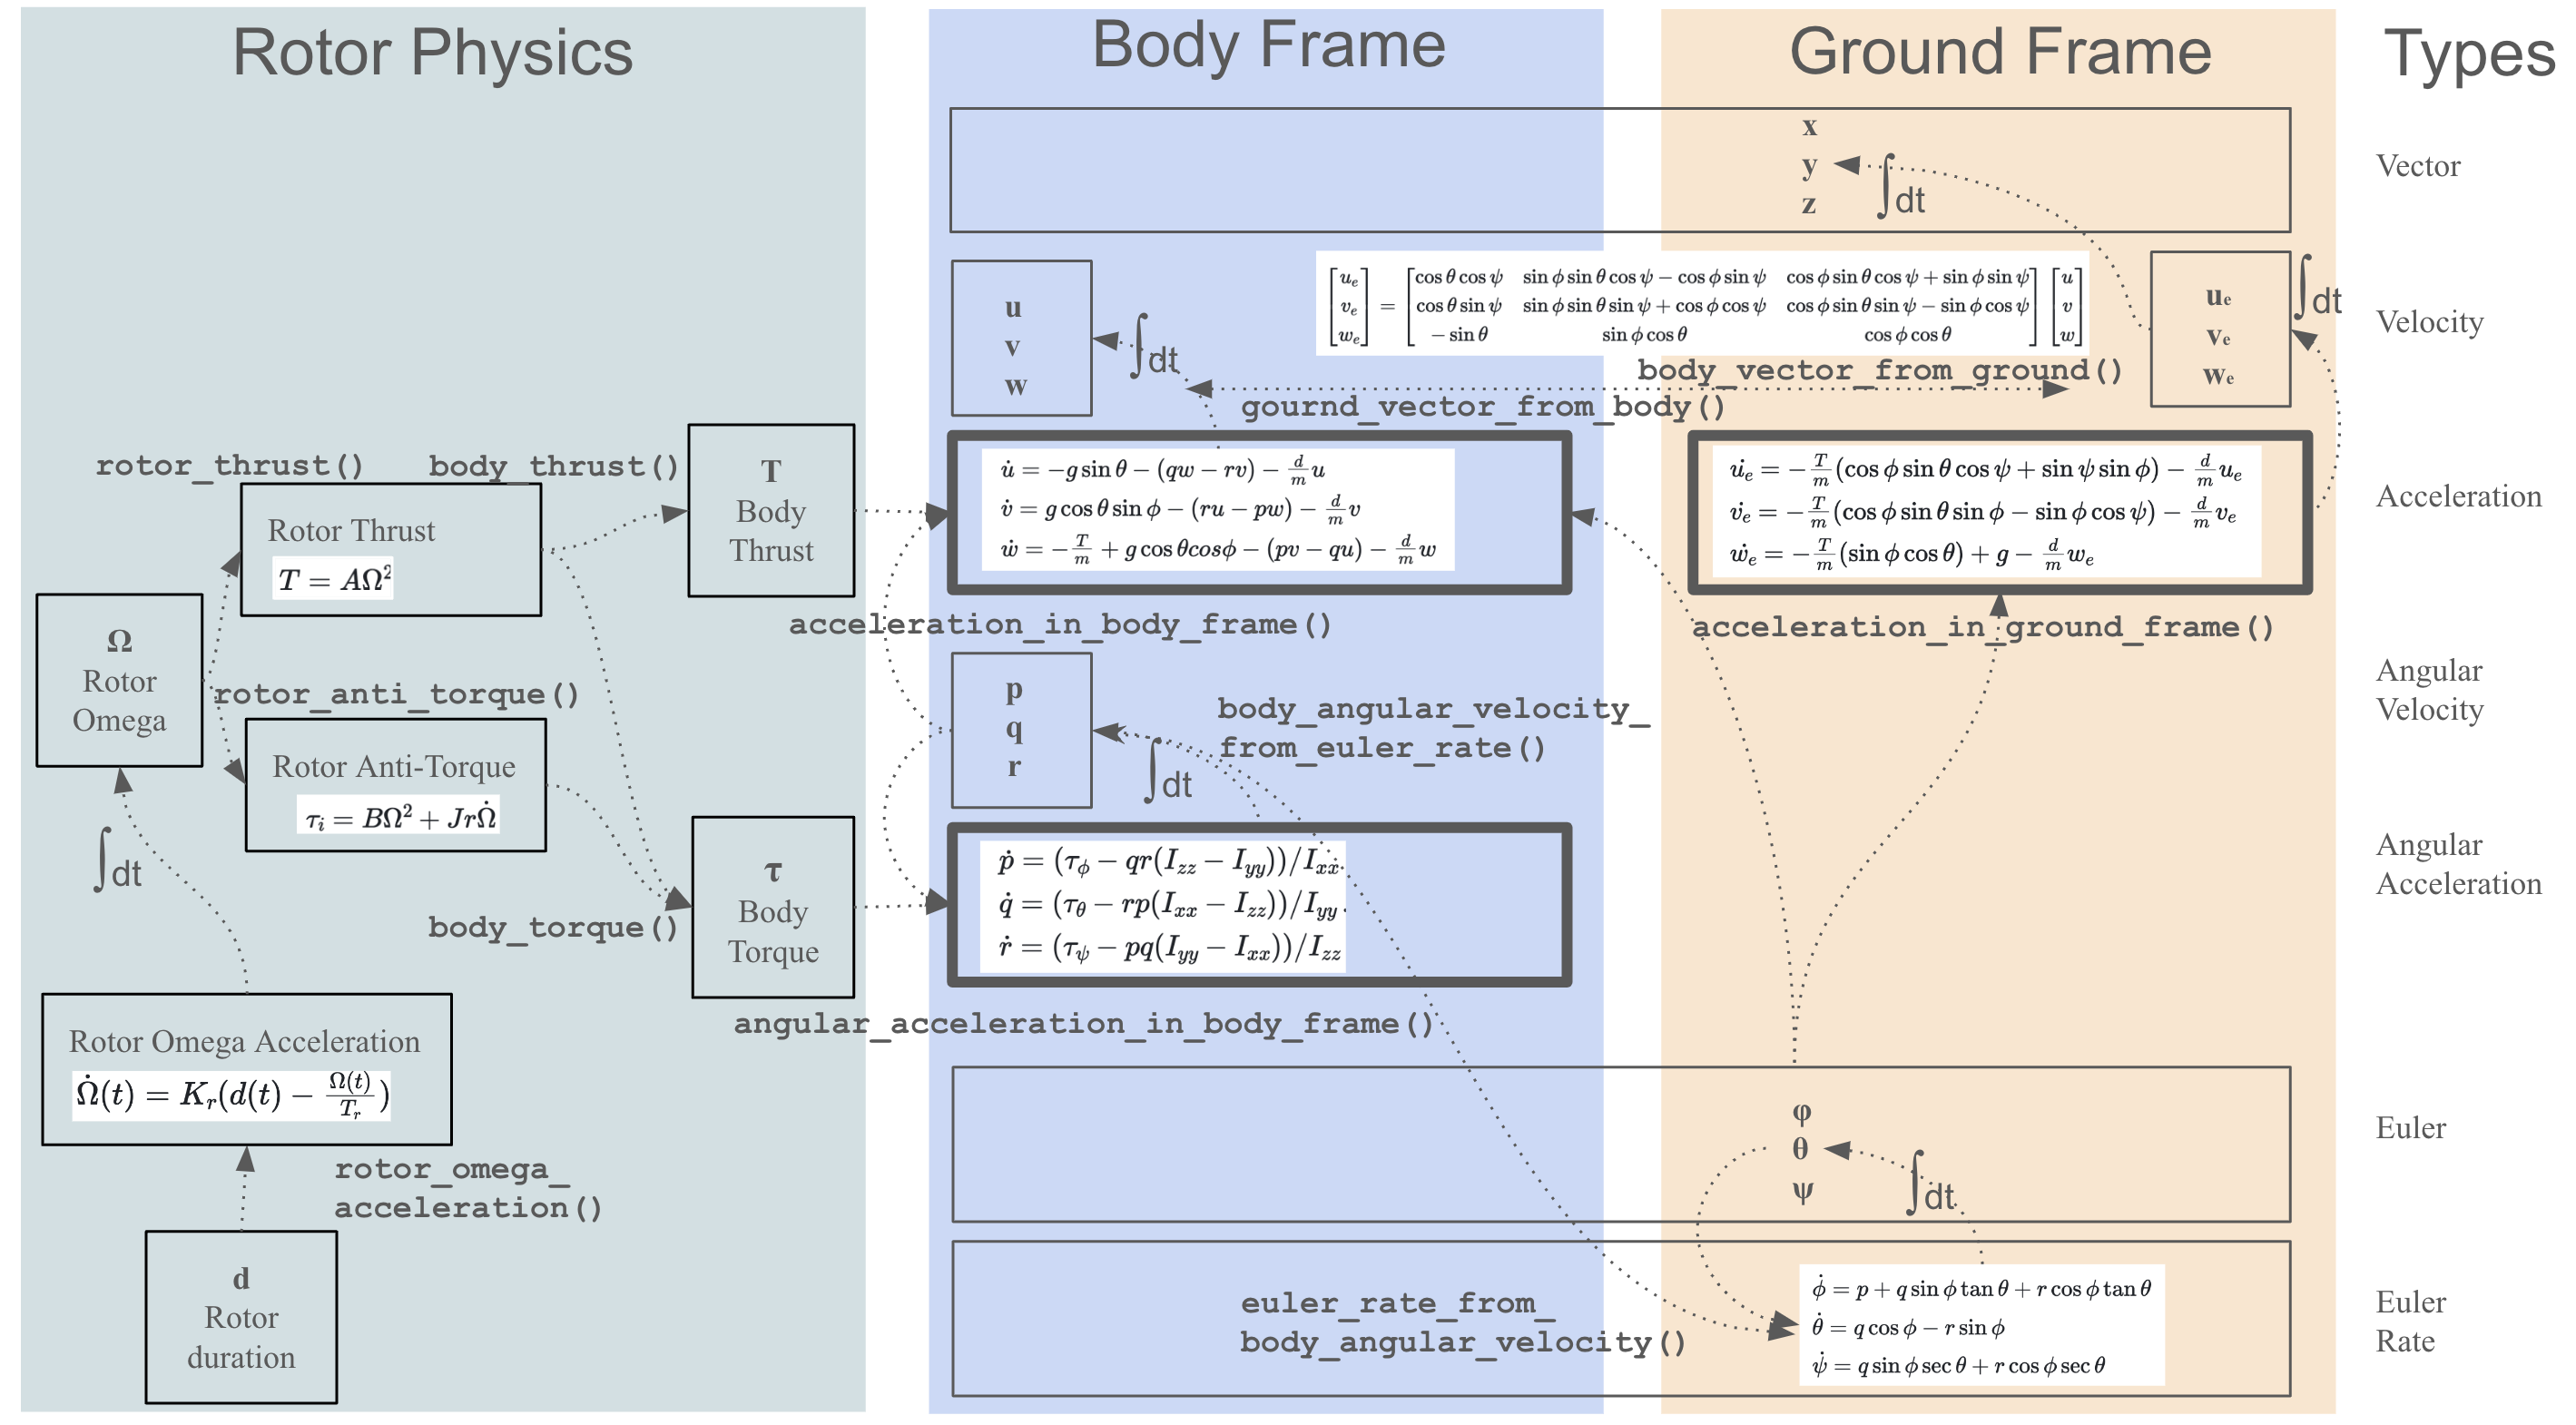 Rotor Physics
Body Frame
Ground Frame
Types
x
y
z
∫dt
Vector
u
v
w
∫dt
[u_e; v_e; w_e] = [cos θ cos ψ   sin ϕ sin θ cos ψ − cos ϕ sin ψ   cos ϕ sin θ cos ψ + sin ϕ sin ψ;
cos θ sin ψ   sin ϕ sin θ sin ψ + cos ϕ cos ψ   cos ϕ sin θ sin ψ − sin ϕ cos ψ;
− sin θ   sin ϕ cos θ   cos ϕ cos θ] [u; v; w]
uₑ
vₑ
wₑ
∫dt
Velocity
body_vector_from_ground()
gournd_vector_from_body()
rotor_thrust()
body_thrust()
Rotor Thrust
T = AΩ²
T
Body
Thrust
u̇ = −g sin θ − (qw − rv) − d/m u
v̇ = g cos θ sin ϕ − (ru − pw) − d/m v
ẇ = −T/m + g cos θcosϕ − (pv − qu) − d/m w
u̇_e = −T/m (cos ϕ sin θ cos ψ + sin ψ sin ϕ) − d/m u_e
v̇_e = −T/m (cos ϕ sin θ sin ϕ − sin ϕ cos ψ) − d/m v_e
ẇ_e = −T/m (sin ϕ cos θ) + g − d/m w_e
Acceleration
acceleration_in_body_frame()
acceleration_in_ground_frame()
Ω
Rotor
Omega
rotor_anti_torque()
Rotor Anti-Torque
τ_i = BΩ² + JrΩ̇
p
q
r
∫dt
body_angular_velocity_
from_euler_rate()
Angular
Velocity
∫dt
body_torque()
τ
Body
Torque
ṗ = (τ_ϕ − qr(I_zz − I_yy))/I_xx
q̇ = (τ_θ − rp(I_xx − I_zz))/I_yy
ṙ = (τ_ψ − pq(I_yy − I_xx))/I_zz
Angular
Acceleration
angular_acceleration_in_body_frame()
Rotor Omega Acceleration
Ω̇(t) = K_r(d(t) − Ω(t)/T_r)
rotor_omega_
acceleration()
d
Rotor
duration
φ
θ
ψ
∫dt
Euler
euler_rate_from_
body_angular_velocity()
ϕ̇ = p + q sin ϕ tan θ + r cos ϕ tan θ
θ̇ = q cos ϕ − r sin ϕ
ψ̇ = q sin ϕ sec θ + r cos ϕ sec θ
Euler
Rate